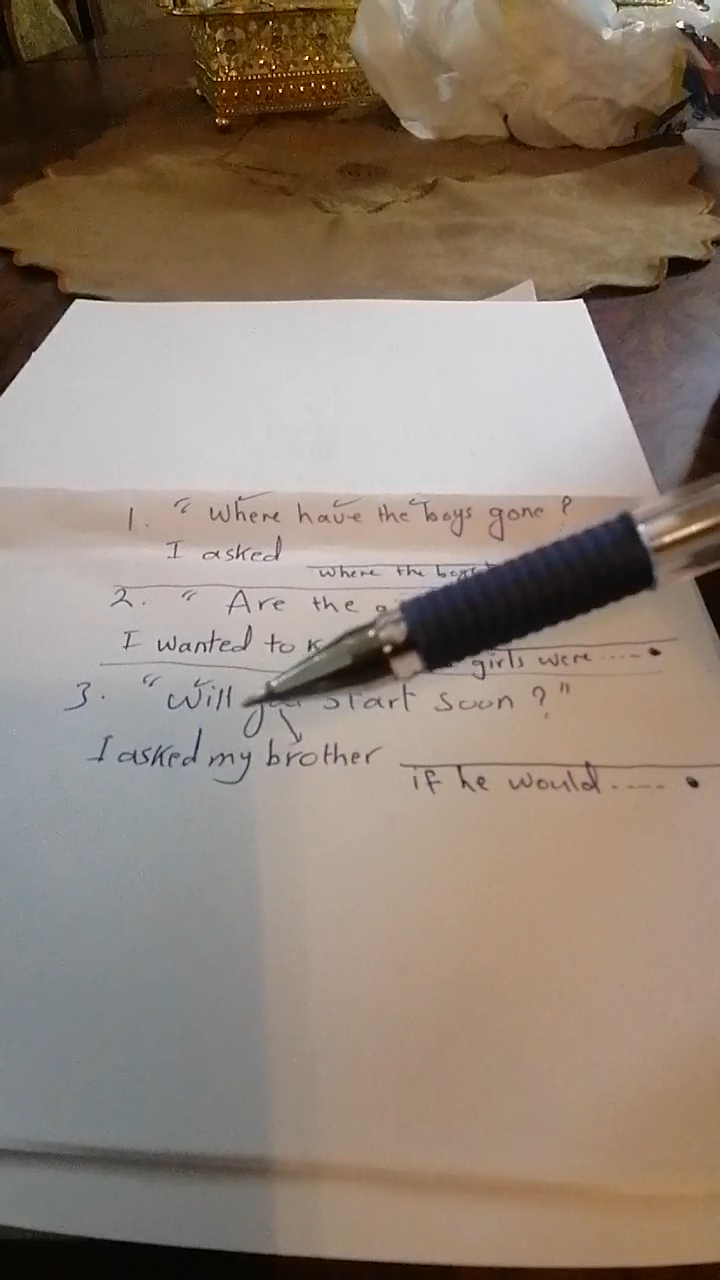 1. " Where have the boys gone ?
I asked where the boys
2. " Are the
I wanted to girls were .....
3. " Will you start soon ? "
I asked my brother if he would .....